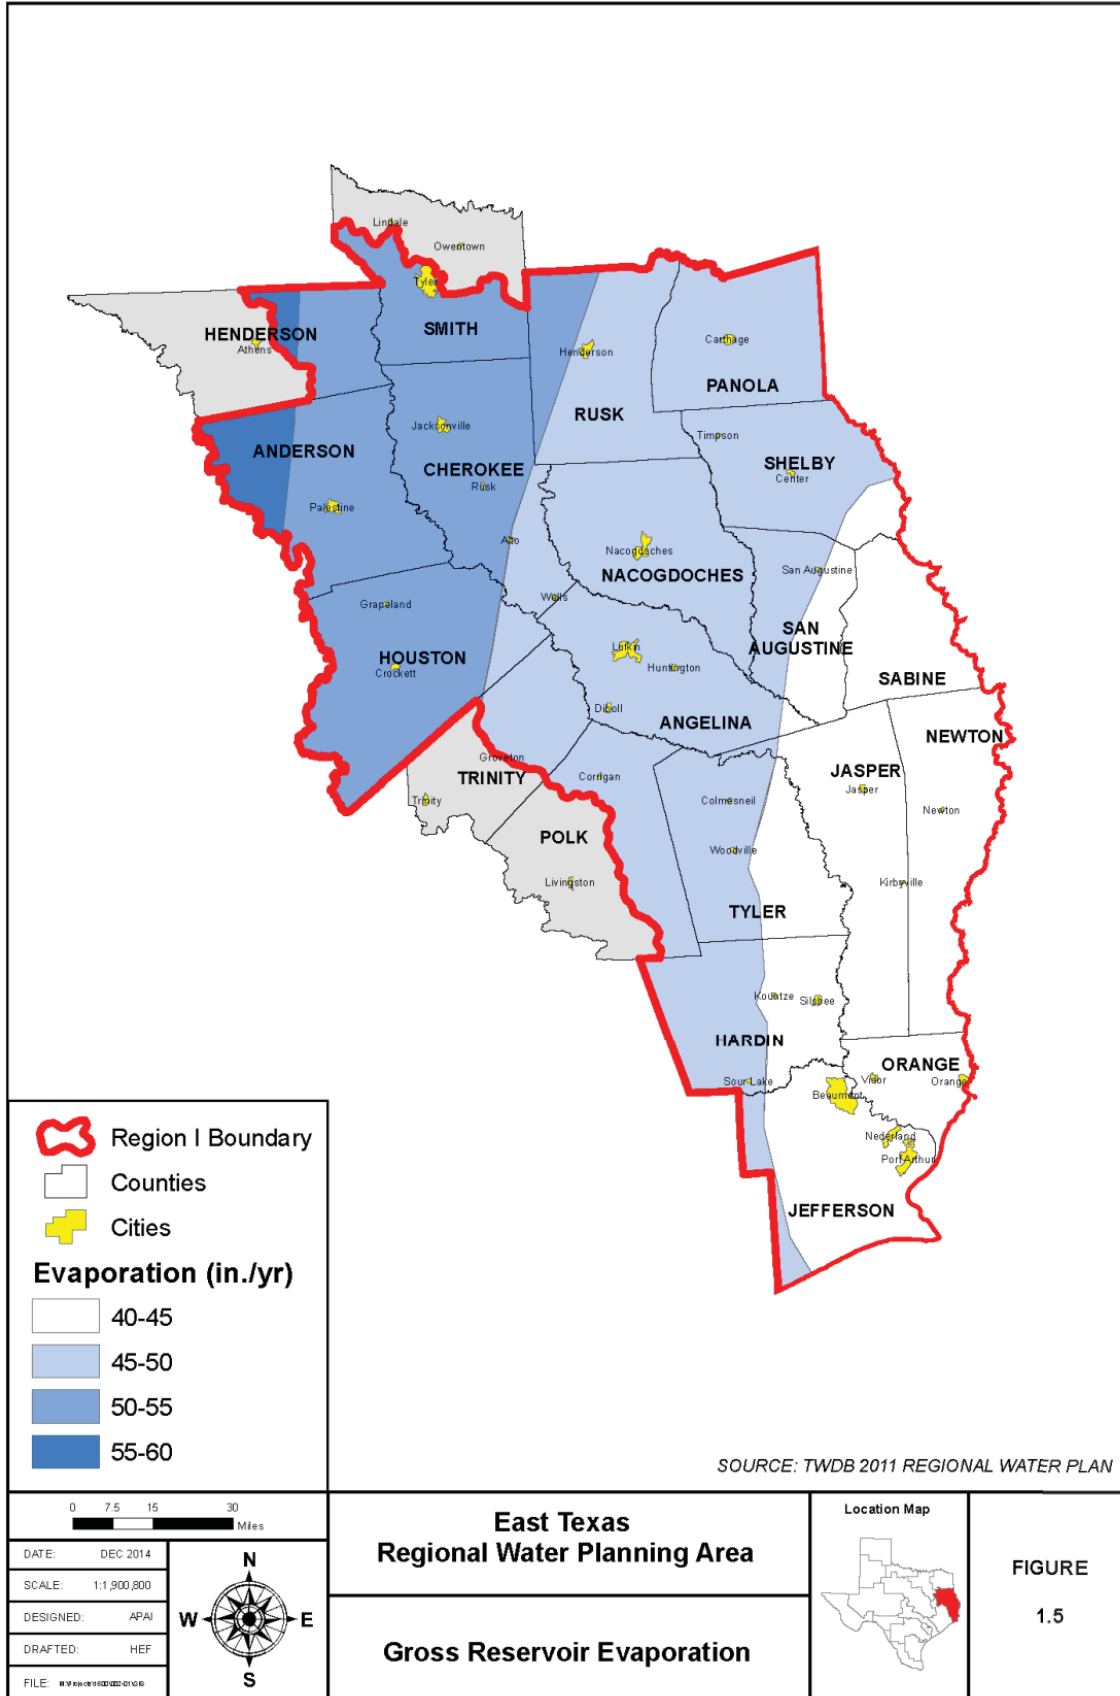 Lindale
Owentown
Tyler
HENDERSON
Athens
SMITH
Henderson
Carthage
PANOLA
RUSK
Jacksonville
Timpson
ANDERSON
CHEROKEE
Rusk
SHELBY
Center
Palestine
Alto
Nacogdoches
NACOGDOCHES
San Augustine
Grapeland
Wells
SAN
AUGUSTINE
HOUSTON
Crockett
Lufkin
Huntington
SABINE
Diboll
ANGELINA
NEWTON
Groveton
TRINITY
Corrigan
JASPER
Jasper
Trinity
Colmesneil
Newton
POLK
Woodville
Livingston
Kirbyville
TYLER
Kountze
Silsbee
HARDIN
ORANGE
Sour Lake
Vidor
Orange
Beaumont
Nederland
Port Arthur
JEFFERSON
Region I Boundary
Counties
Cities
Evaporation (in./yr)
40-45
45-50
50-55
55-60
SOURCE: TWDB 2011 REGIONAL WATER PLAN
0 7.5 15 30
Miles
DATE: DEC 2014
SCALE: 1:1,900,800
DESIGNED: APAI
DRAFTED: HEF
FILE:
N
W E
S
East Texas
Regional Water Planning Area
Gross Reservoir Evaporation
Location Map
FIGURE
1.5